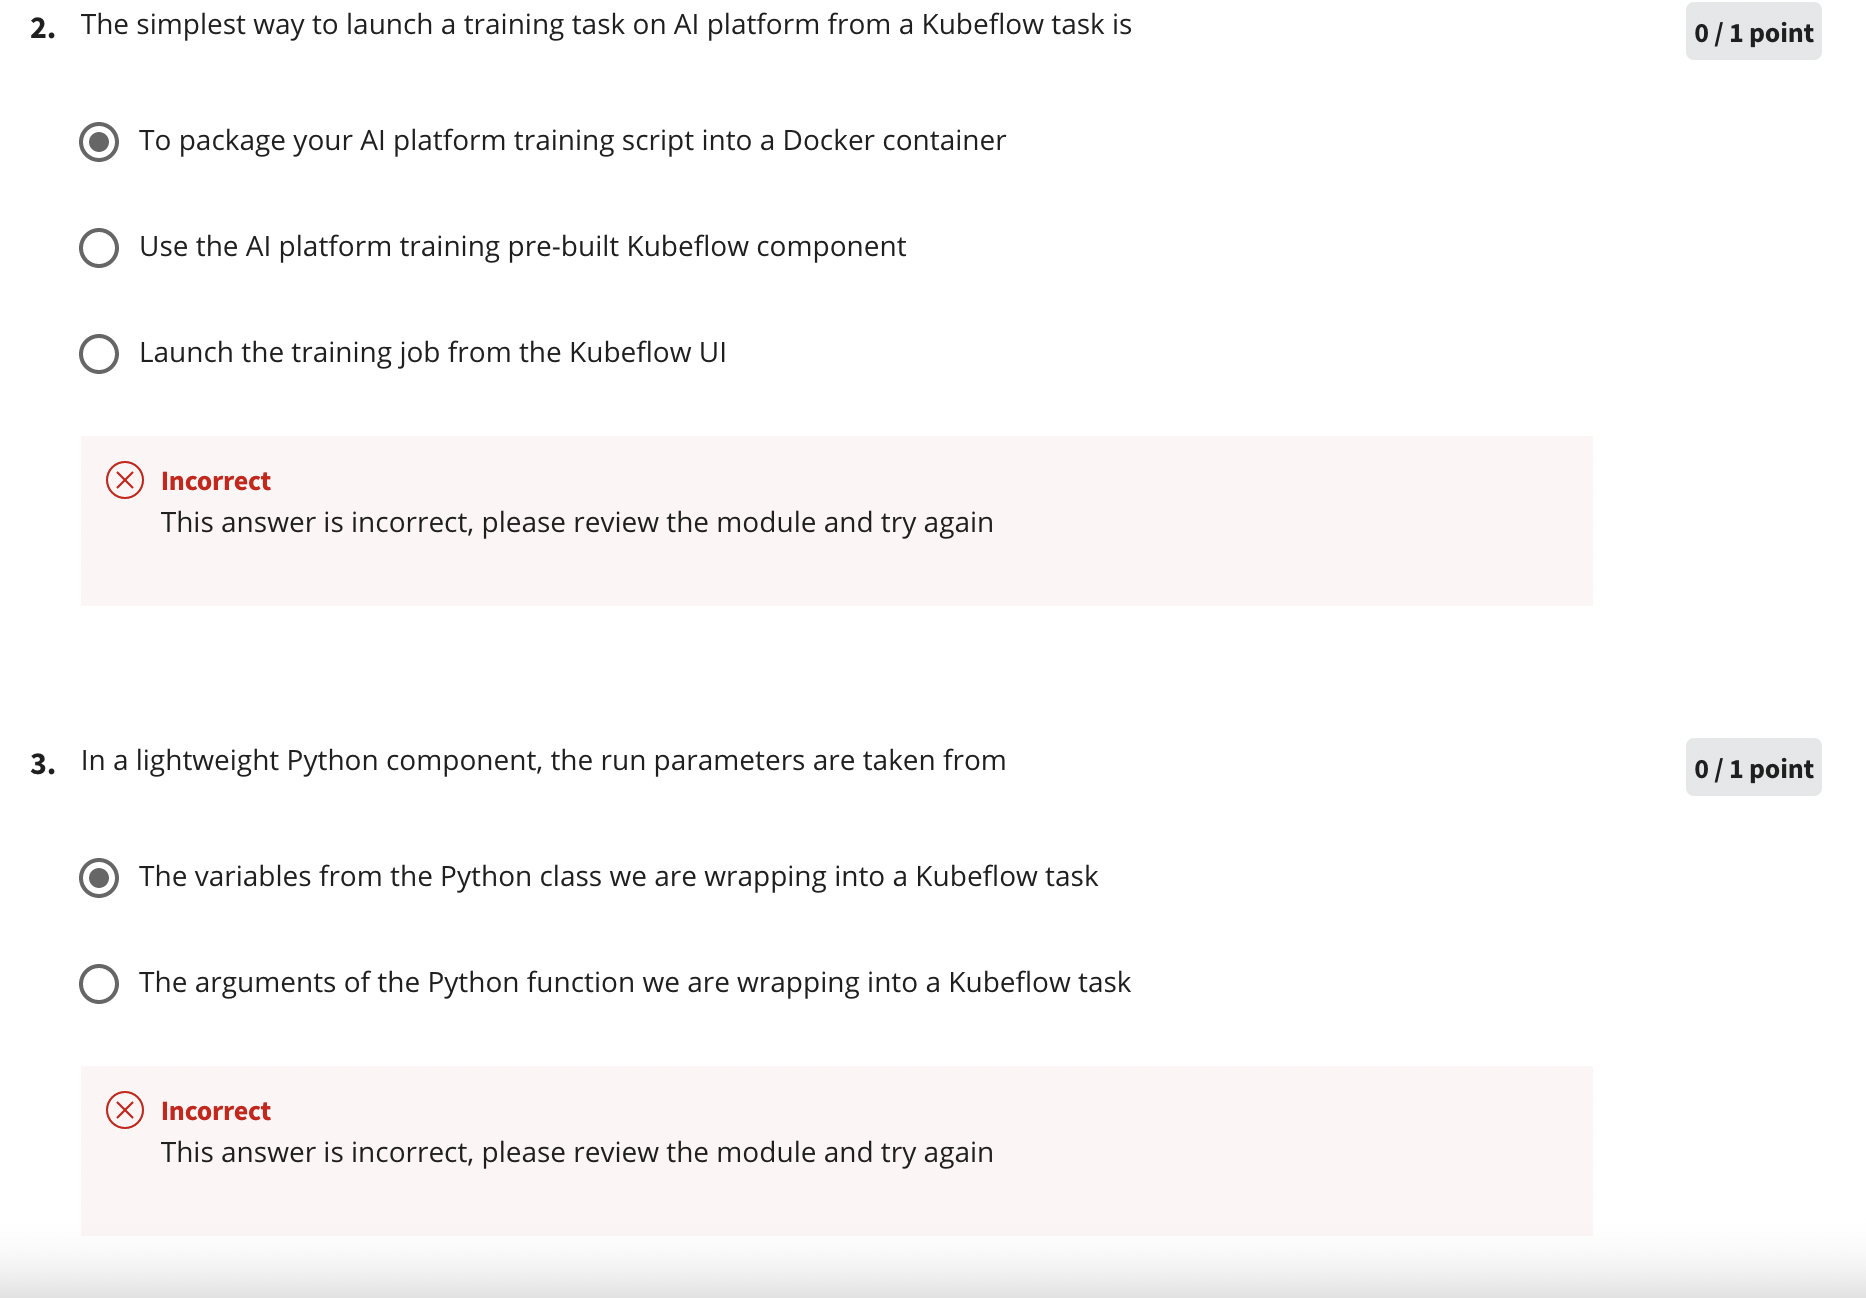 2. The simplest way to launch a training task on AI platform from a Kubeflow task is
0 / 1 point
To package your AI platform training script into a Docker container
Use the AI platform training pre-built Kubeflow component
Launch the training job from the Kubeflow UI
Incorrect
This answer is incorrect, please review the module and try again
3. In a lightweight Python component, the run parameters are taken from
0 / 1 point
The variables from the Python class we are wrapping into a Kubeflow task
The arguments of the Python function we are wrapping into a Kubeflow task
Incorrect
This answer is incorrect, please review the module and try again